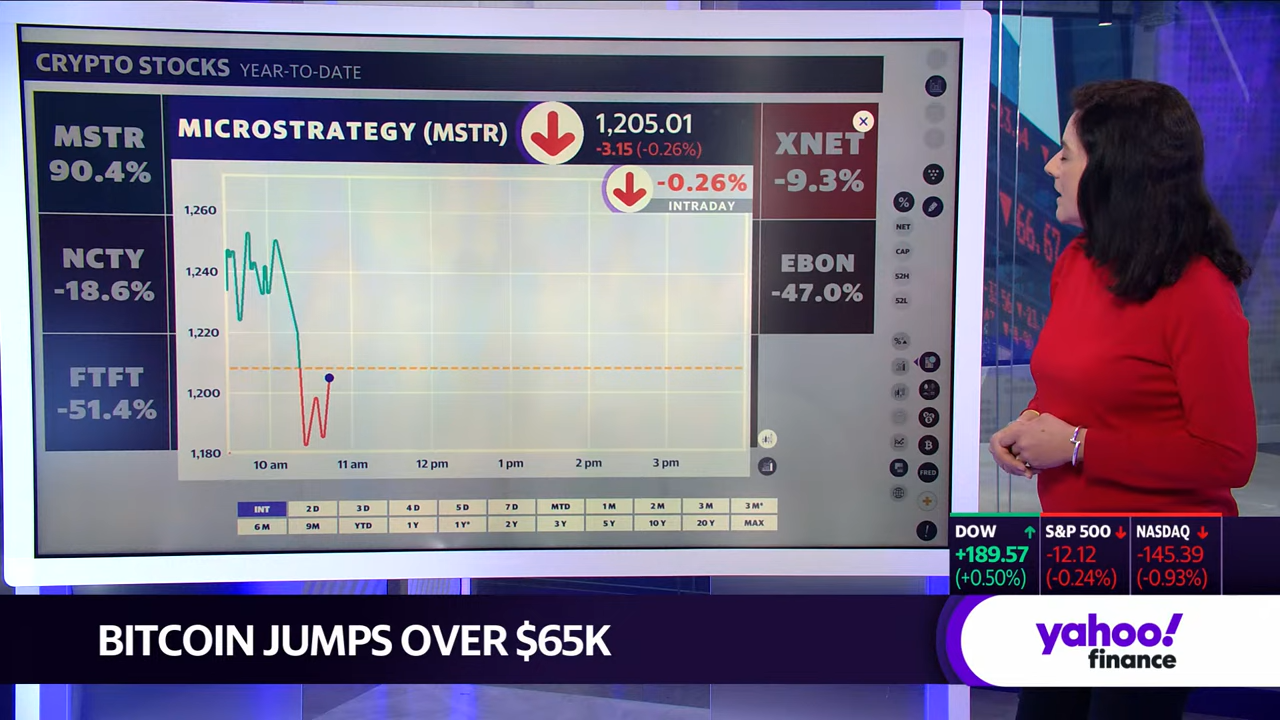 CRYPTO STOCKS YEAR-TO-DATE
MSTR
90.4%
NCTY
-18.6%
FTFT
-51.4%
MICROSTRATEGY (MSTR)
1,205.01
-3.15 (-0.26%)
-0.26%
INTRADAY
1,260
1,240
1,220
1,200
1,180
10 am 11 am 12 pm 1 pm 2 pm 3 pm
XNET
-9.3%
EBON
-47.0%
INT 2 D 3 D 4 D 5 D 7 D MTD 1 M 2 M 3 M 3 M*
6 M 9M YTD 1 Y 1 Y* 2 Y 3 Y 5 Y 10 Y 20 Y MAX
%
NET
CAP
52H
52L
FRED
66.67
DOW
+189.57
(+0.50%)
S&P 500
-12.12
(-0.24%)
NASDAQ
-145.39
(-0.93%)
BITCOIN JUMPS OVER $65K
yahoo!
finance